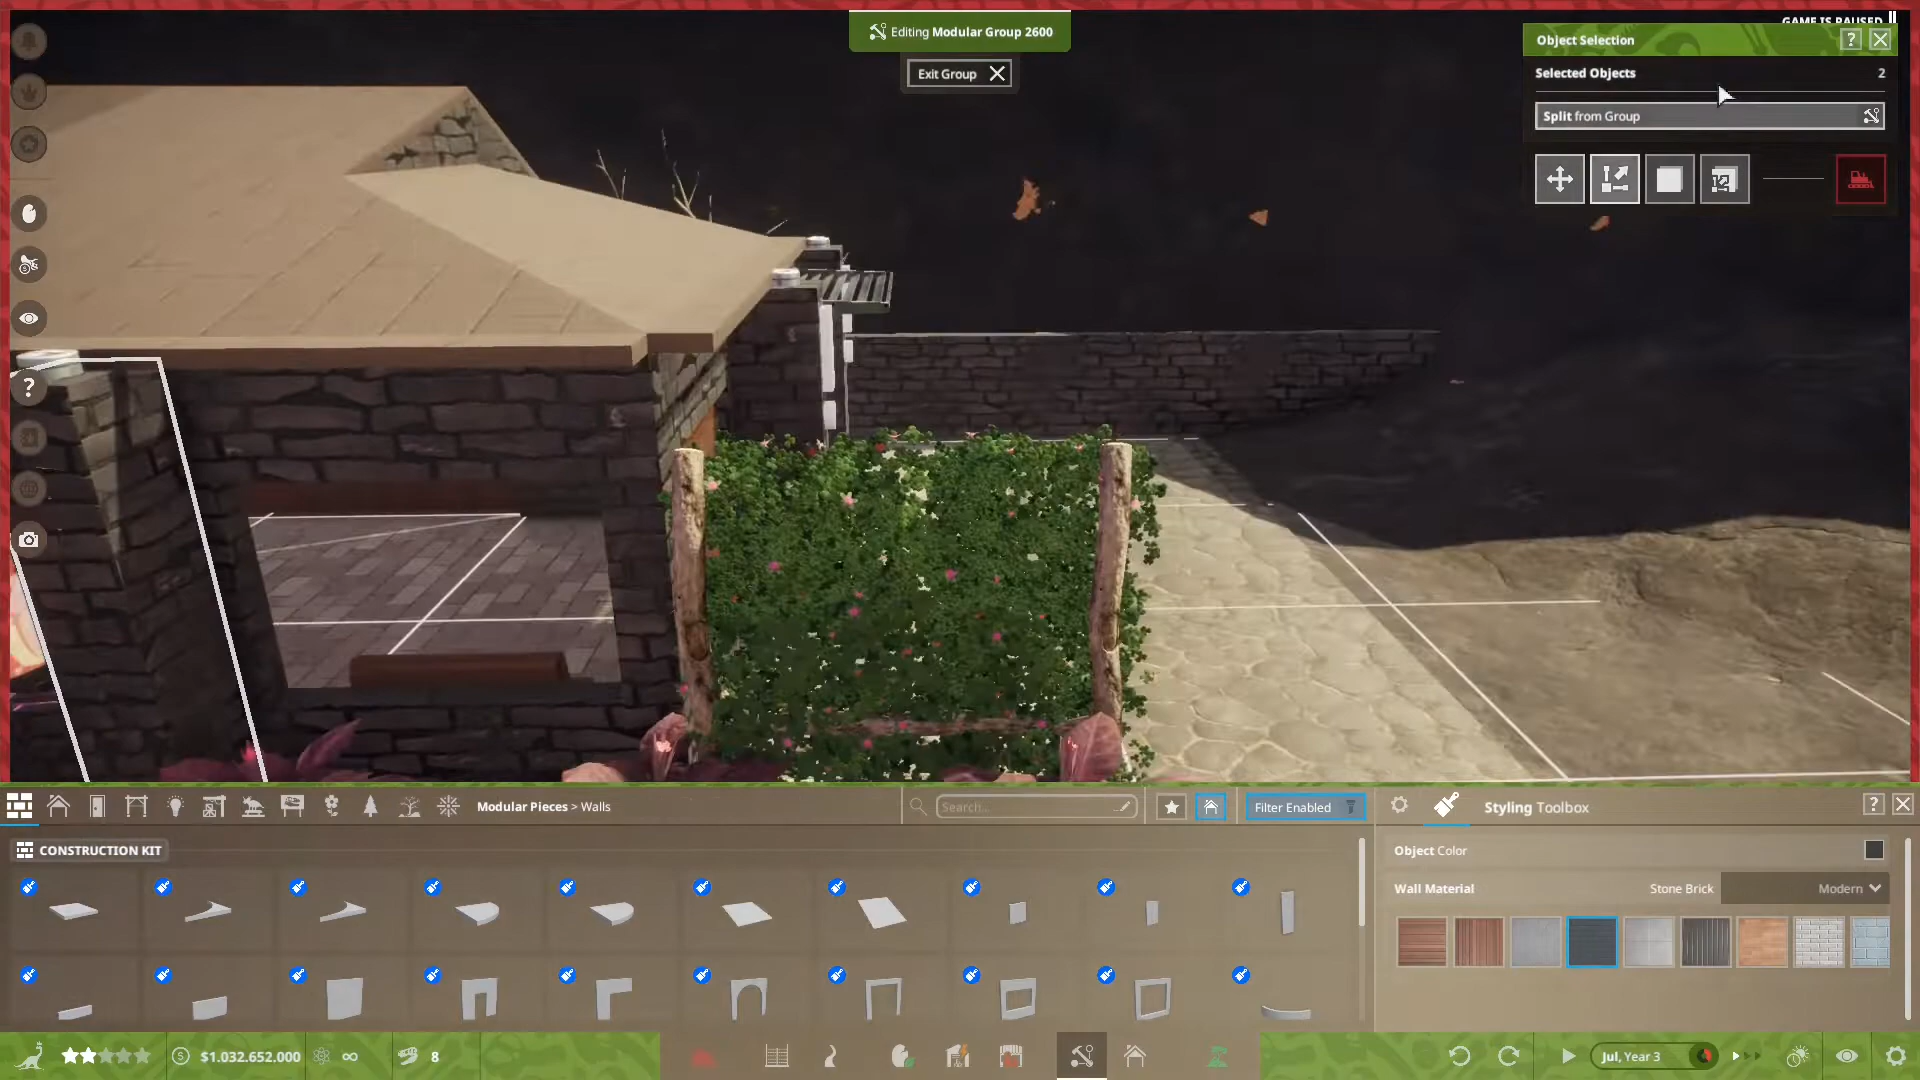 Editing Modular Group 2600
Exit Group
GAME IS PAUSED
Object Selection
?
Selected Objects 2
Split from Group
?
Modular Pieces > Walls
Search...
Filter Enabled
Styling Toolbox
?
CONSTRUCTION KIT
Object Color
Wall Material Stone Brick Modern
$1.032.652.000
∞
8
Jul, Year 3